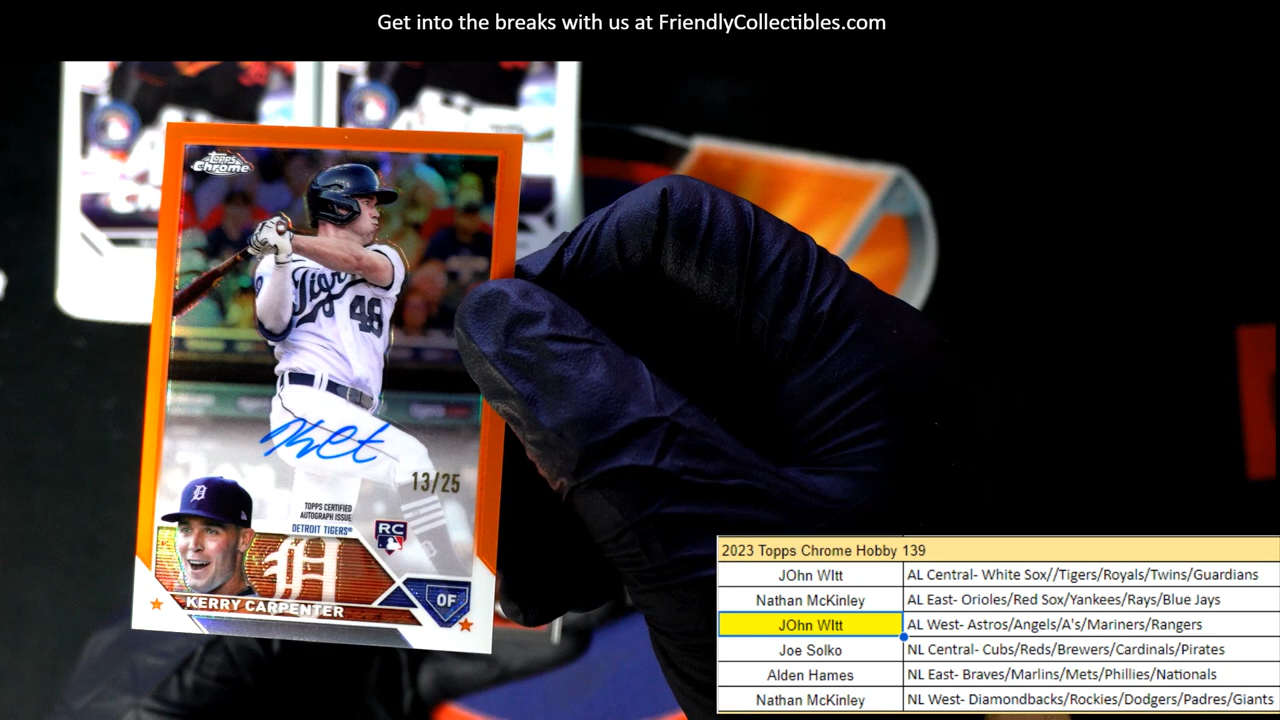 Get into the breaks with us at FriendlyCollectibles.com
Topps
Chrome
Tigers
48
13/25
TOPPS CERTIFIED
AUTOGRAPH ISSUE
DETROIT TIGERS®
RC
D
OF
KERRY CARPENTER
2023 Topps Chrome Hobby 139
JOhn WItt AL Central- White Sox//Tigers/Royals/Twins/Guardians
Nathan McKinley AL East- Orioles/Red Sox/Yankees/Rays/Blue Jays
JOhn WItt AL West- Astros/Angels/A's/Mariners/Rangers
Joe Solko NL Central- Cubs/Reds/Brewers/Cardinals/Pirates
Alden Hames NL East- Braves/Marlins/Mets/Phillies/Nationals
Nathan McKinley NL West- Diamondbacks/Rockies/Dodgers/Padres/Giants